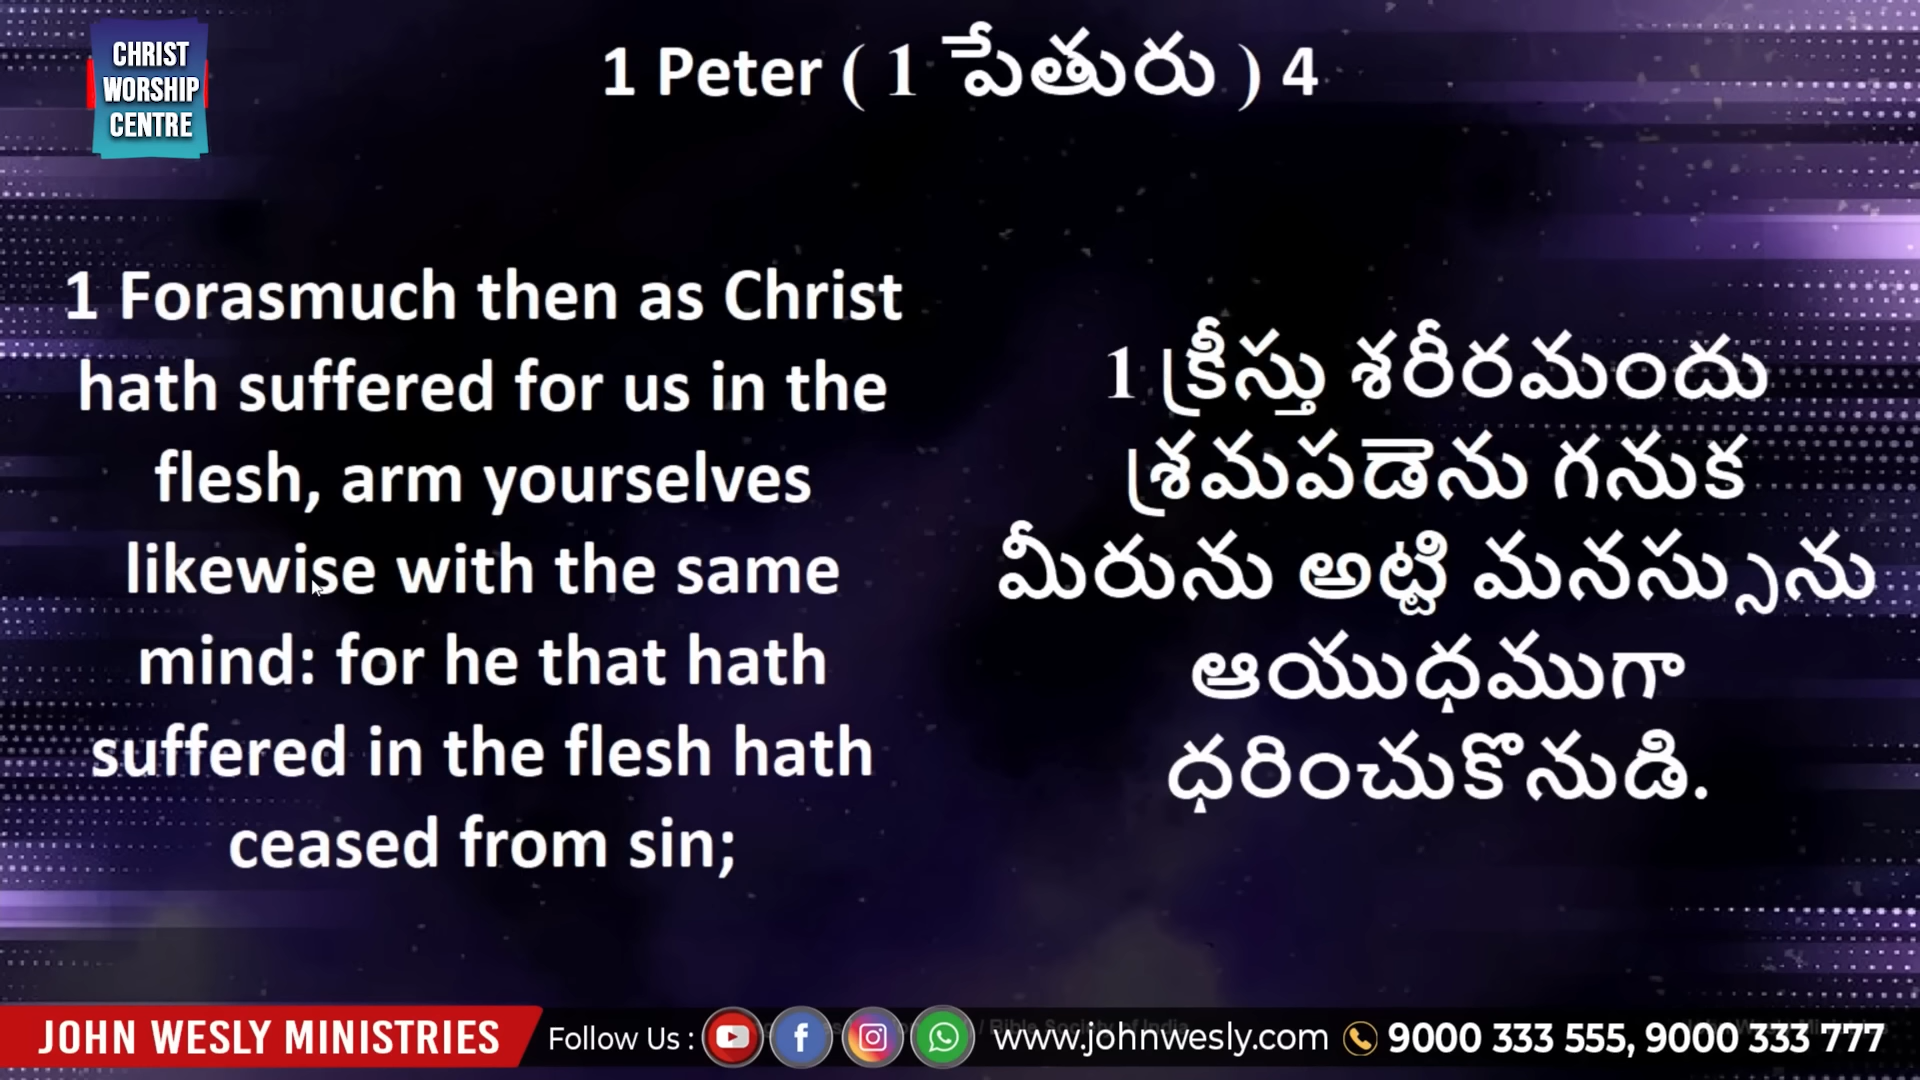 CHRIST
WORSHIP
CENTRE
1 Peter ( 1 పేతురు ) 4
1 Forasmuch then as Christ
hath suffered for us in the
flesh, arm yourselves
likewise with the same
mind: for he that hath
suffered in the flesh hath
ceased from sin;
1 క్రీస్తు శరీరమందు
శ్రమపడెను గనుక
మీరును అట్టి మనస్సును
ఆయుధముగా
ధరించుకొనుడి.
JOHN WESLY MINISTRIES
Follow Us :
www.johnwesly.com
9000 333 555, 9000 333 777